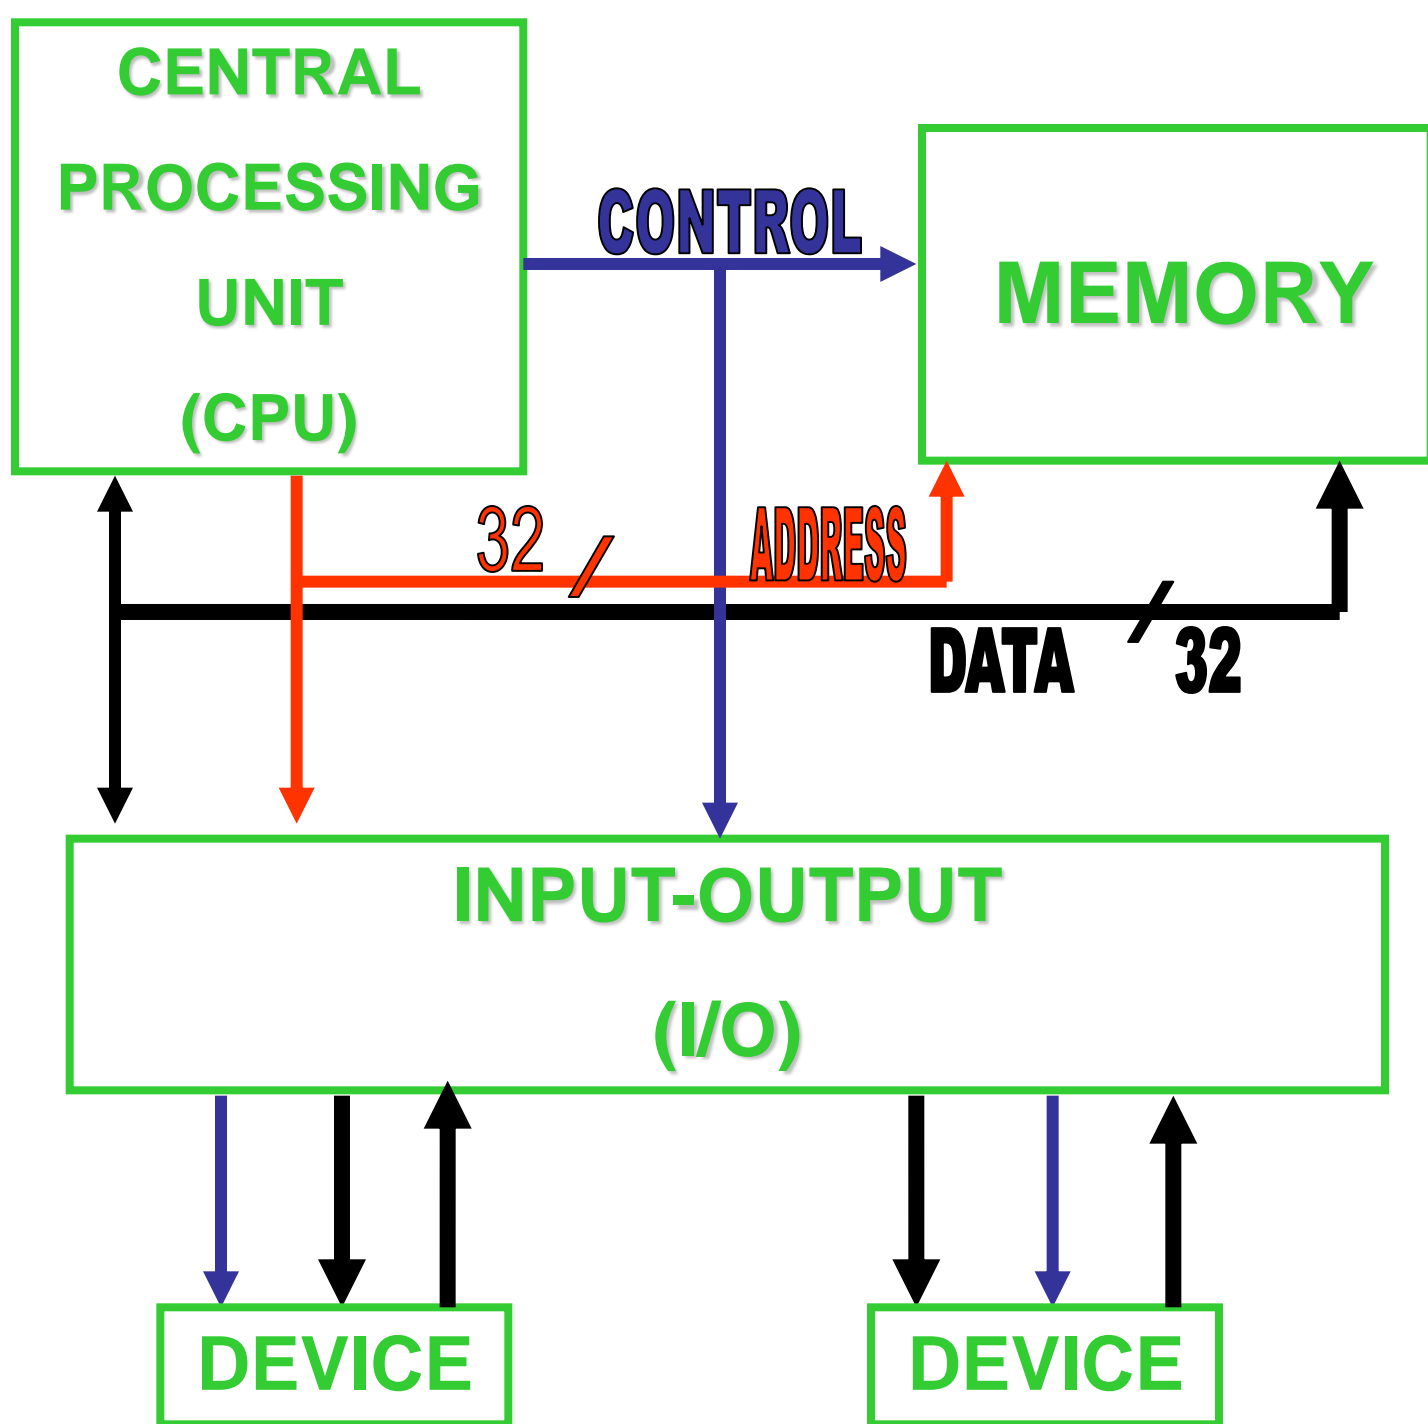 CENTRAL
PROCESSING
UNIT
(CPU)
CONTROL
MEMORY
32
ADDRESS
DATA
32
INPUT-OUTPUT
(I/O)
DEVICE
DEVICE